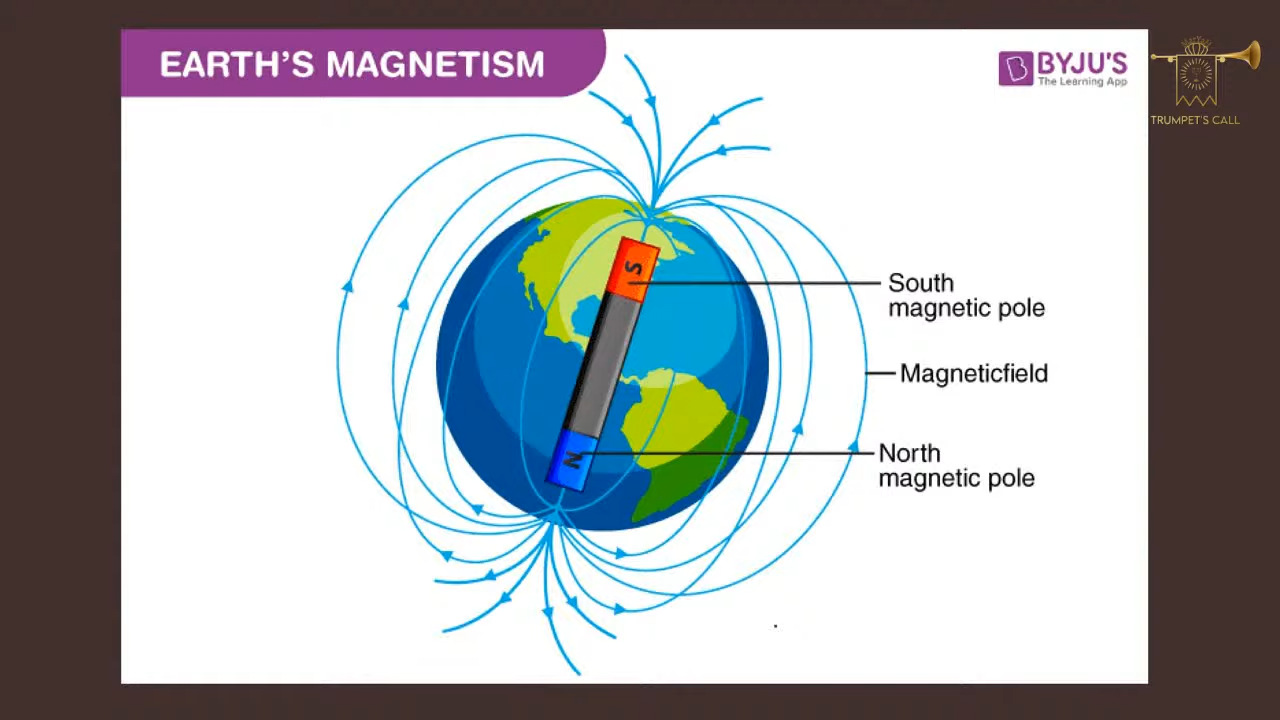 EARTH'S MAGNETISM
BYJU'S
The Learning App
TRUMPET'S CALL
S
South
magnetic pole
Magneticfield
North
magnetic pole
N